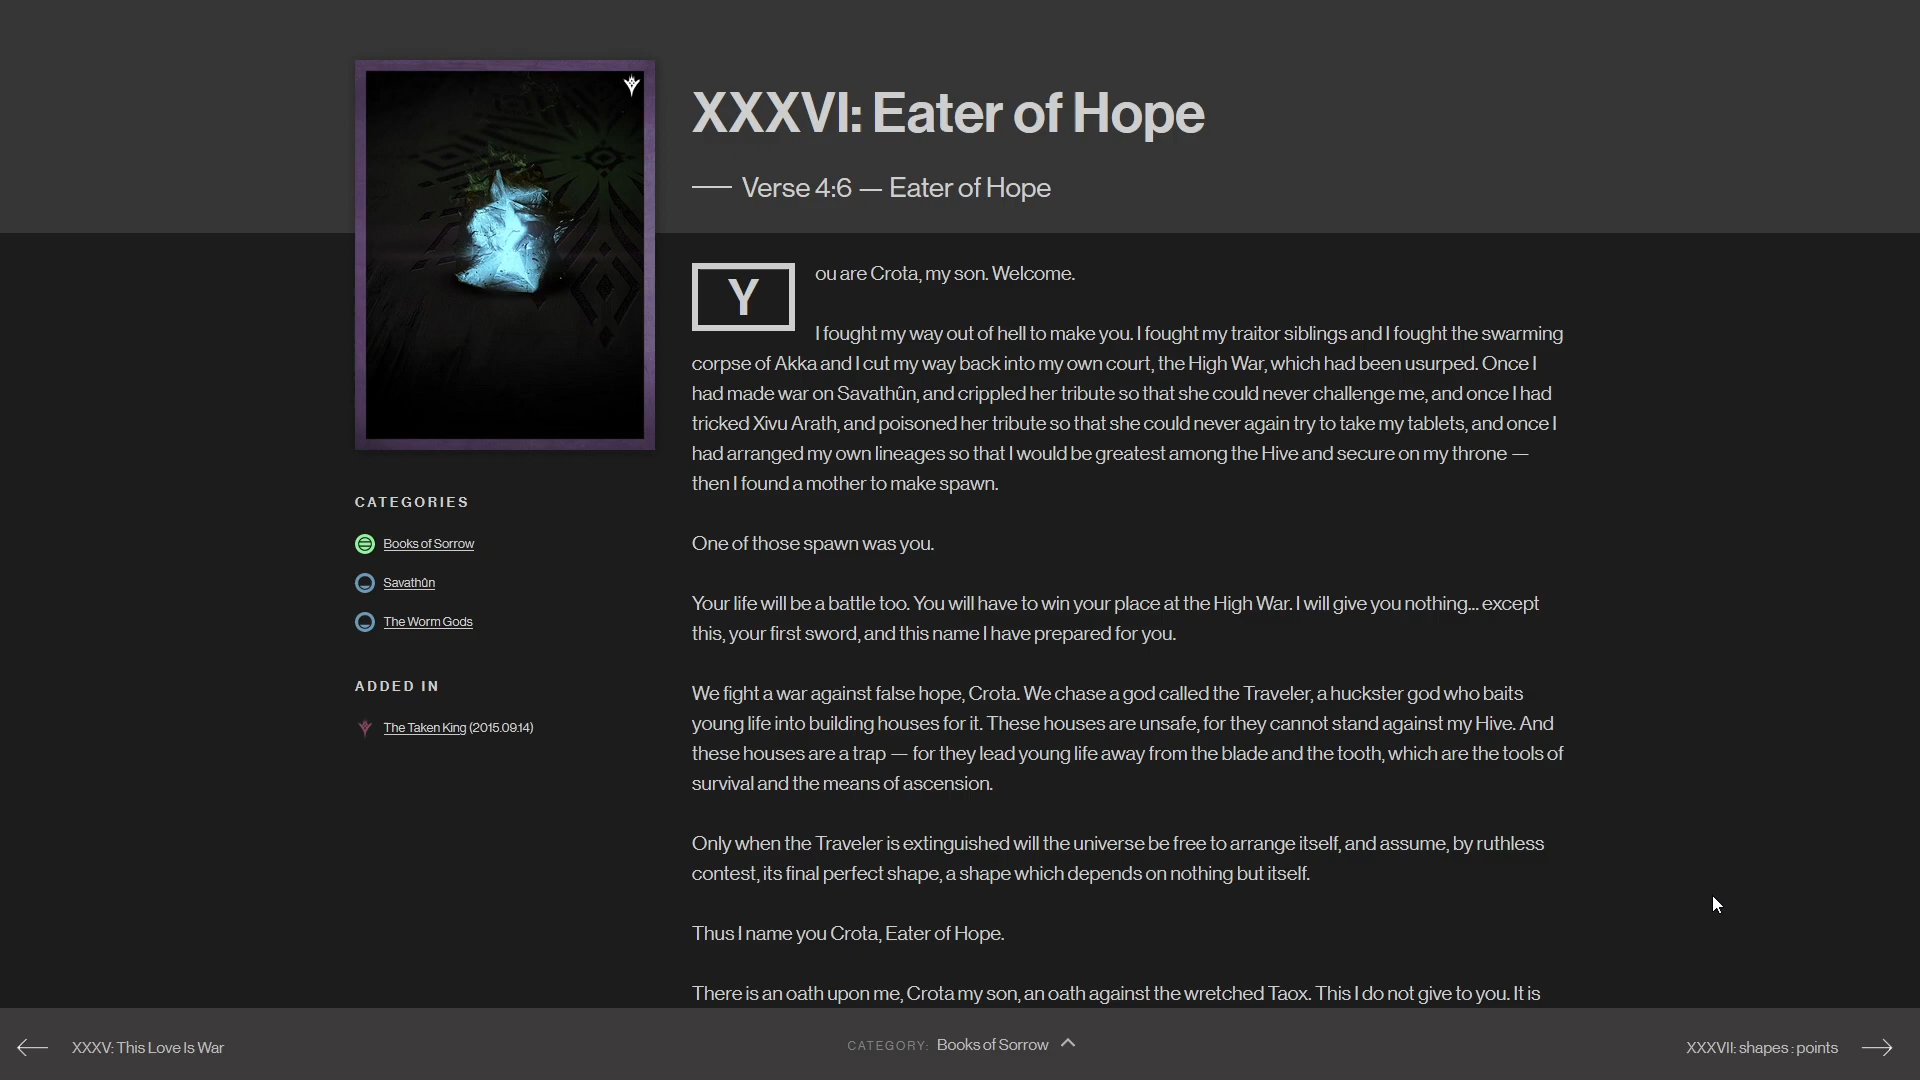 XXXVI: Eater of Hope
Verse 4:6 — Eater of Hope
You are Crota, my son. Welcome.
I fought my way out of hell to make you. I fought my traitor siblings and I fought the swarming
corpse of Akka and I cut my way back into my own court, the High War, which had been usurped. Once I
had made war on Savathûn, and crippled her tribute so that she could never challenge me, and once I had
tricked Xivu Arath, and poisoned her tribute so that she could never again try to take my tablets, and once I
had arranged my own lineages so that I would be greatest among the Hive and secure on my throne —
then I found a mother to make spawn.
One of those spawn was you.
Your life will be a battle too. You will have to win your place at the High War. I will give you nothing... except
this, your first sword, and this name I have prepared for you.
We fight a war against false hope, Crota. We chase a god called the Traveler, a huckster god who baits
young life into building houses for it. These houses are unsafe, for they cannot stand against my Hive. And
these houses are a trap — for they lead young life away from the blade and the tooth, which are the tools of
survival and the means of ascension.
Only when the Traveler is extinguished will the universe be free to arrange itself, and assume, by ruthless
contest, its final perfect shape, a shape which depends on nothing but itself.
Thus I name you Crota, Eater of Hope.
There is an oath upon me, Crota my son, an oath against the wretched Taox. This I do not give to you. It is
CATEGORIES
Books of Sorrow
Savathûn
The Worm Gods
ADDED IN
The Taken King (2015.09.14)
XXXV: This Love Is War
CATEGORY: Books of Sorrow
XXXVII: shapes : points